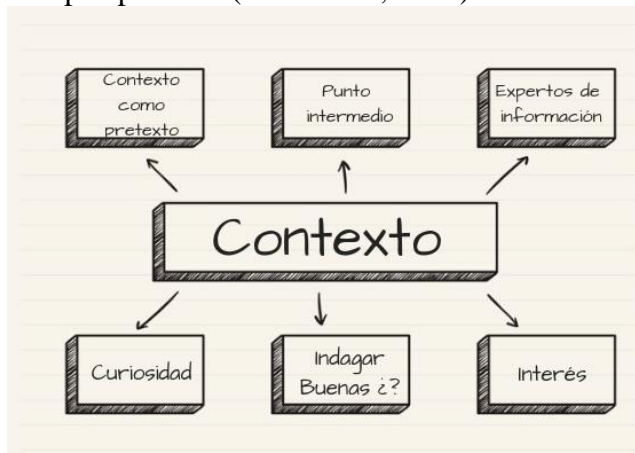 Contexto
como
pretexto
Punto
intermedio
Expertos de
información
Contexto
Curiosidad
Indagar
Buenas ¿?
Interés